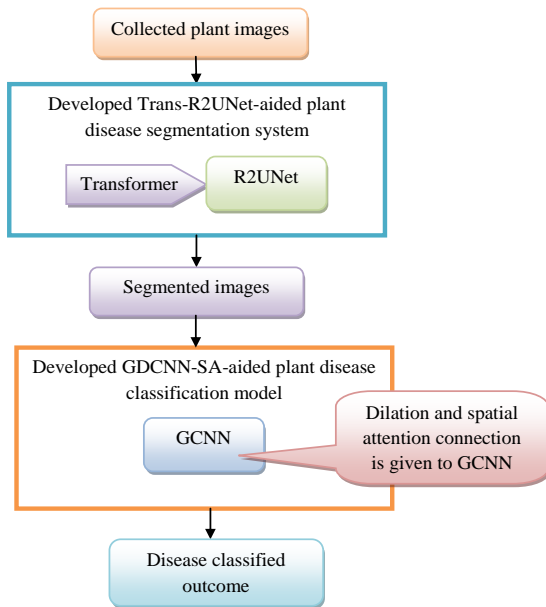 Collected plant images
Developed Trans-R2UNet-aided plant
disease segmentation system
Transformer
R2UNet
Segmented images
Developed GDCNN-SA-aided plant disease
classification model
GCNN
Dilation and spatial
attention connection
is given to GCNN
Disease classified
outcome